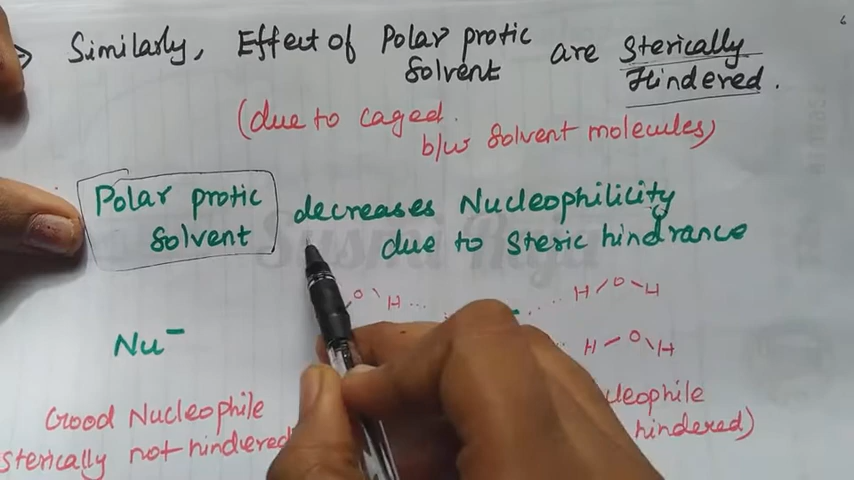 Similarly, Effect of Polar protic
Solvent are Sterically
Hindered.
(due to caged
b/w solvent molecules)
Polar protic
Solvent
decreases Nucleophilicity
due to steric hindrance
O H ...
... H O H
H O H
Nu⁻
Good Nucleophile
sterically not hindered
hindered)